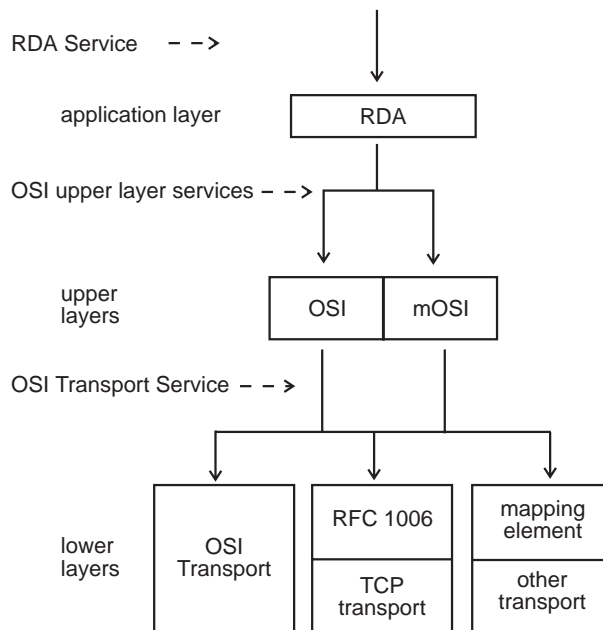 RDA Service
application layer
RDA
OSI upper layer services
upper
layers
OSI
mOSI
OSI Transport Service
lower
layers
OSI
Transport
RFC 1006
TCP
transport
mapping
element
other
transport